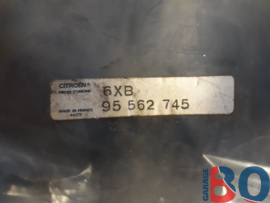 CITROËN
6XB
95 562 745
MADE IN FRANCE
GARAGE
BO